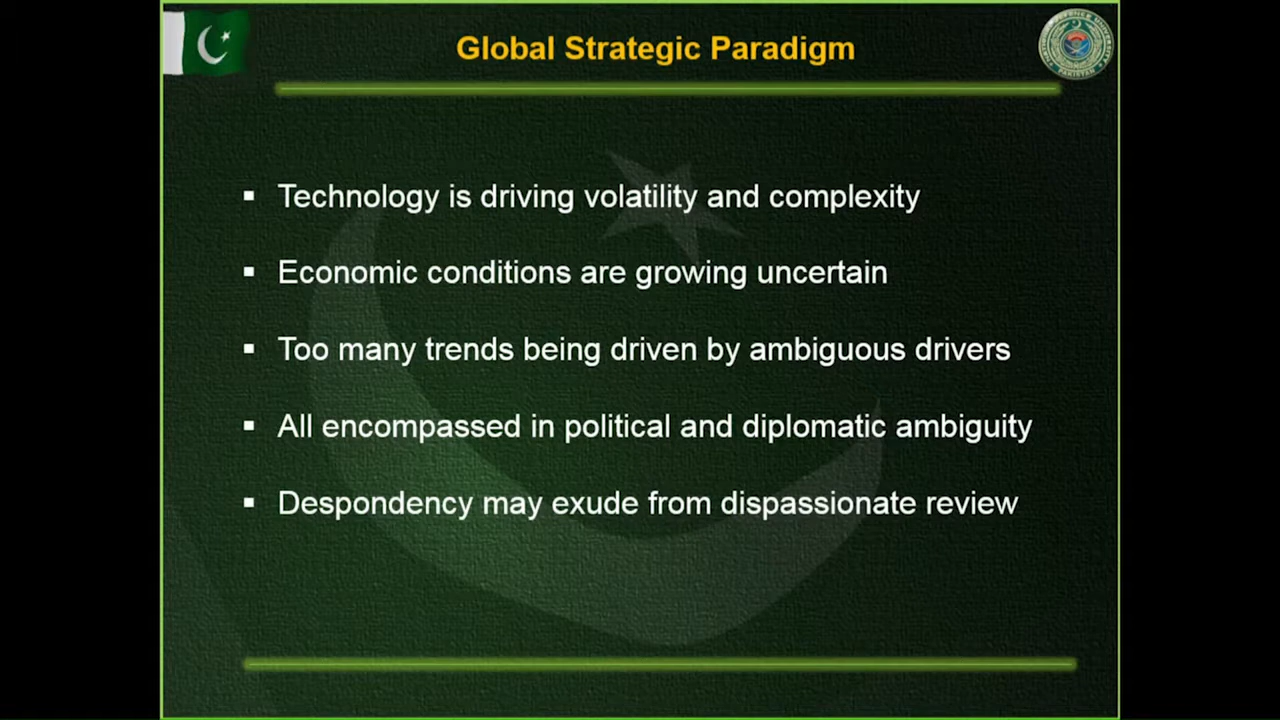 Global Strategic Paradigm
▪ Technology is driving volatility and complexity
▪ Economic conditions are growing uncertain
▪ Too many trends being driven by ambiguous drivers
▪ All encompassed in political and diplomatic ambiguity
▪ Despondency may exude from dispassionate review